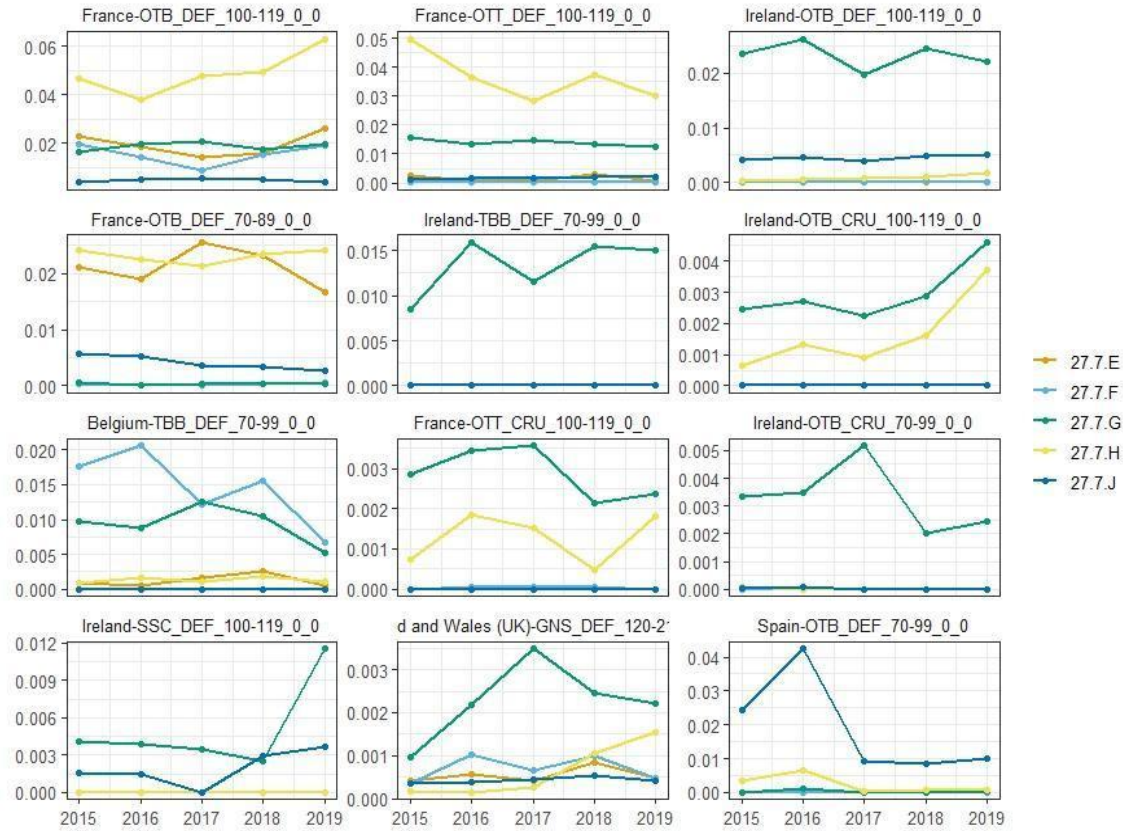 France-OTB_DEF_100-119_0_0
France-OTT_DEF_100-119_0_0
Ireland-OTB_DEF_100-119_0_0
0.06
0.04
0.02
0.05
0.04
0.03
0.02
0.01
0.00
0.02
0.01
0.00
France-OTB_DEF_70-89_0_0
Ireland-TBB_DEF_70-99_0_0
Ireland-OTB_CRU_100-119_0_0
0.02
0.01
0.00
0.015
0.010
0.005
0.000
0.004
0.003
0.002
0.001
0.000
Belgium-TBB_DEF_70-99_0_0
France-OTT_CRU_100-119_0_0
Ireland-OTB_CRU_70-99_0_0
0.020
0.015
0.010
0.005
0.000
0.003
0.002
0.001
0.000
0.005
0.004
0.003
0.002
0.001
0.000
Ireland-SSC_DEF_100-119_0_0
d and Wales (UK)-GNS_DEF_120-21
Spain-OTB_DEF_70-99_0_0
0.012
0.009
0.006
0.003
0.000
0.003
0.002
0.001
0.000
0.04
0.03
0.02
0.01
0.00
2015 2016 2017 2018 2019
2015 2016 2017 2018 2019
2015 2016 2017 2018 2019
27.7.E
27.7.F
27.7.G
27.7.H
27.7.J